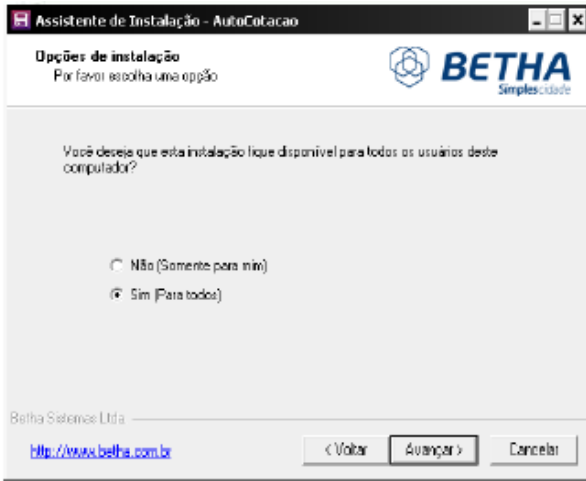 Assistente de Instalação - AutoCotacao
Opções de instalação
Por favor escolha uma opção
BETHA
Simplescidade
Você deseja que esta instalação fique disponível para todos os usuários deste
computador?
Não (Somente para mim)
Sim (Para todos)
Betha Sistemas Ltda
http://www.betha.com.br
< Voltar
Avançar >
Cancelar